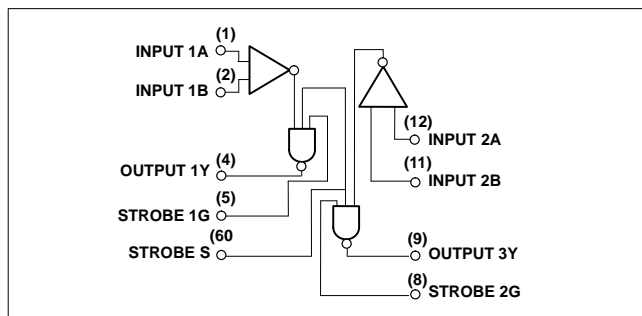 (1)
INPUT 1A
(2)
INPUT 1B
(12)
INPUT 2A
(11)
INPUT 2B
(4)
OUTPUT 1Y
(5)
STROBE 1G
(60
STROBE S
(9)
OUTPUT 3Y
(8)
STROBE 2G